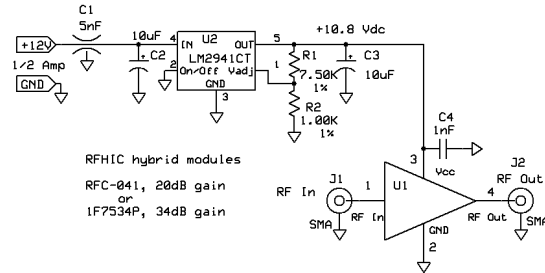 C1
5nF
+12V
1/2 Amp
GND
10uF
C2
4
U2
5
IN
OUT
LM2941CT
2
On/Off
Vadj
1
GND
3
+10.8 Vdc
R1
7.50K
1%
C3
10uF
R2
1.00K
1%
C4
1nF
RFHIC hybrid modules
RFC-041, 20dB gain
or
1F7534P, 34dB gain
3
Vcc
J1
RF In
1
RF In
SMA
U1
J2
RF Out
4
RF Out
SMA
GND
2